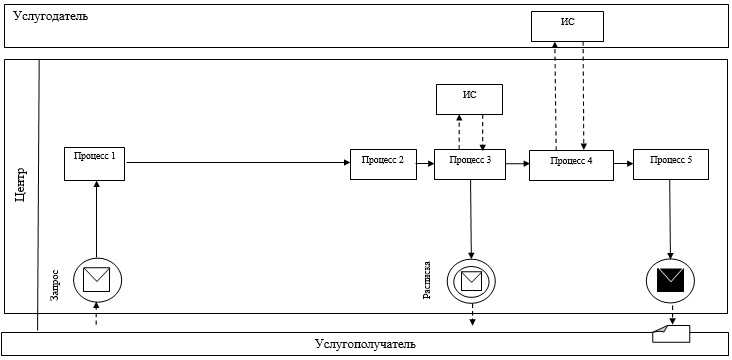 Услугодатель
ИС
ИС
Центр
Процесс 1
Процесс 2
Процесс 3
Процесс 4
Процесс 5
Запрос
Расписка
Услугополучатель